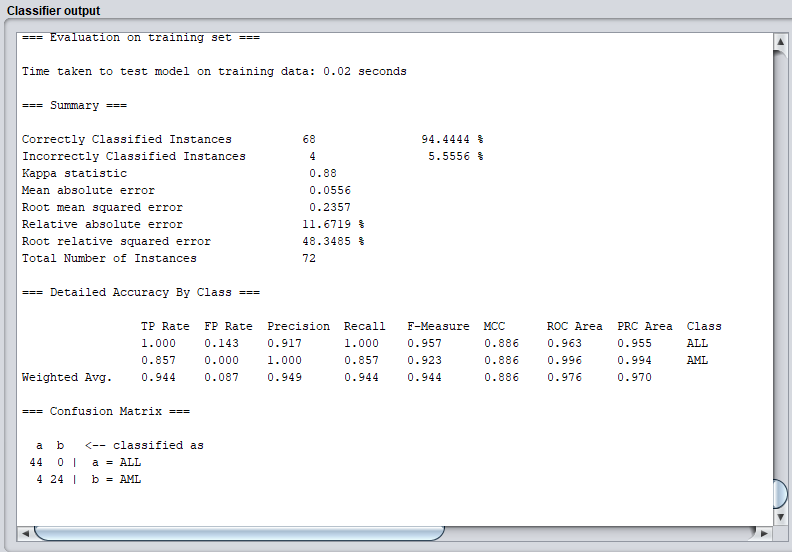 Classifier output
=== Evaluation on training set ===
Time taken to test model on training data: 0.02 seconds
=== Summary ===
Correctly Classified Instances          68               94.4444 %
Incorrectly Classified Instances         4                5.5556 %
Kappa statistic                          0.88
Mean absolute error                      0.0556
Root mean squared error                  0.2357
Relative absolute error                 11.6719 %
Root relative squared error             48.3485 %
Total Number of Instances               72
=== Detailed Accuracy By Class ===
                 TP Rate  FP Rate  Precision  Recall   F-Measure  MCC      ROC Area  PRC Area  Class
                 1.000    0.143    0.917      1.000    0.957      0.886    0.963     0.955     ALL
                 0.857    0.000    1.000      0.857    0.923      0.886    0.996     0.994     AML
Weighted Avg.    0.944    0.087    0.949      0.944    0.944      0.886    0.976     0.970
=== Confusion Matrix ===
  a  b   <-- classified as
 44  0 |  a = ALL
  4 24 |  b = AML